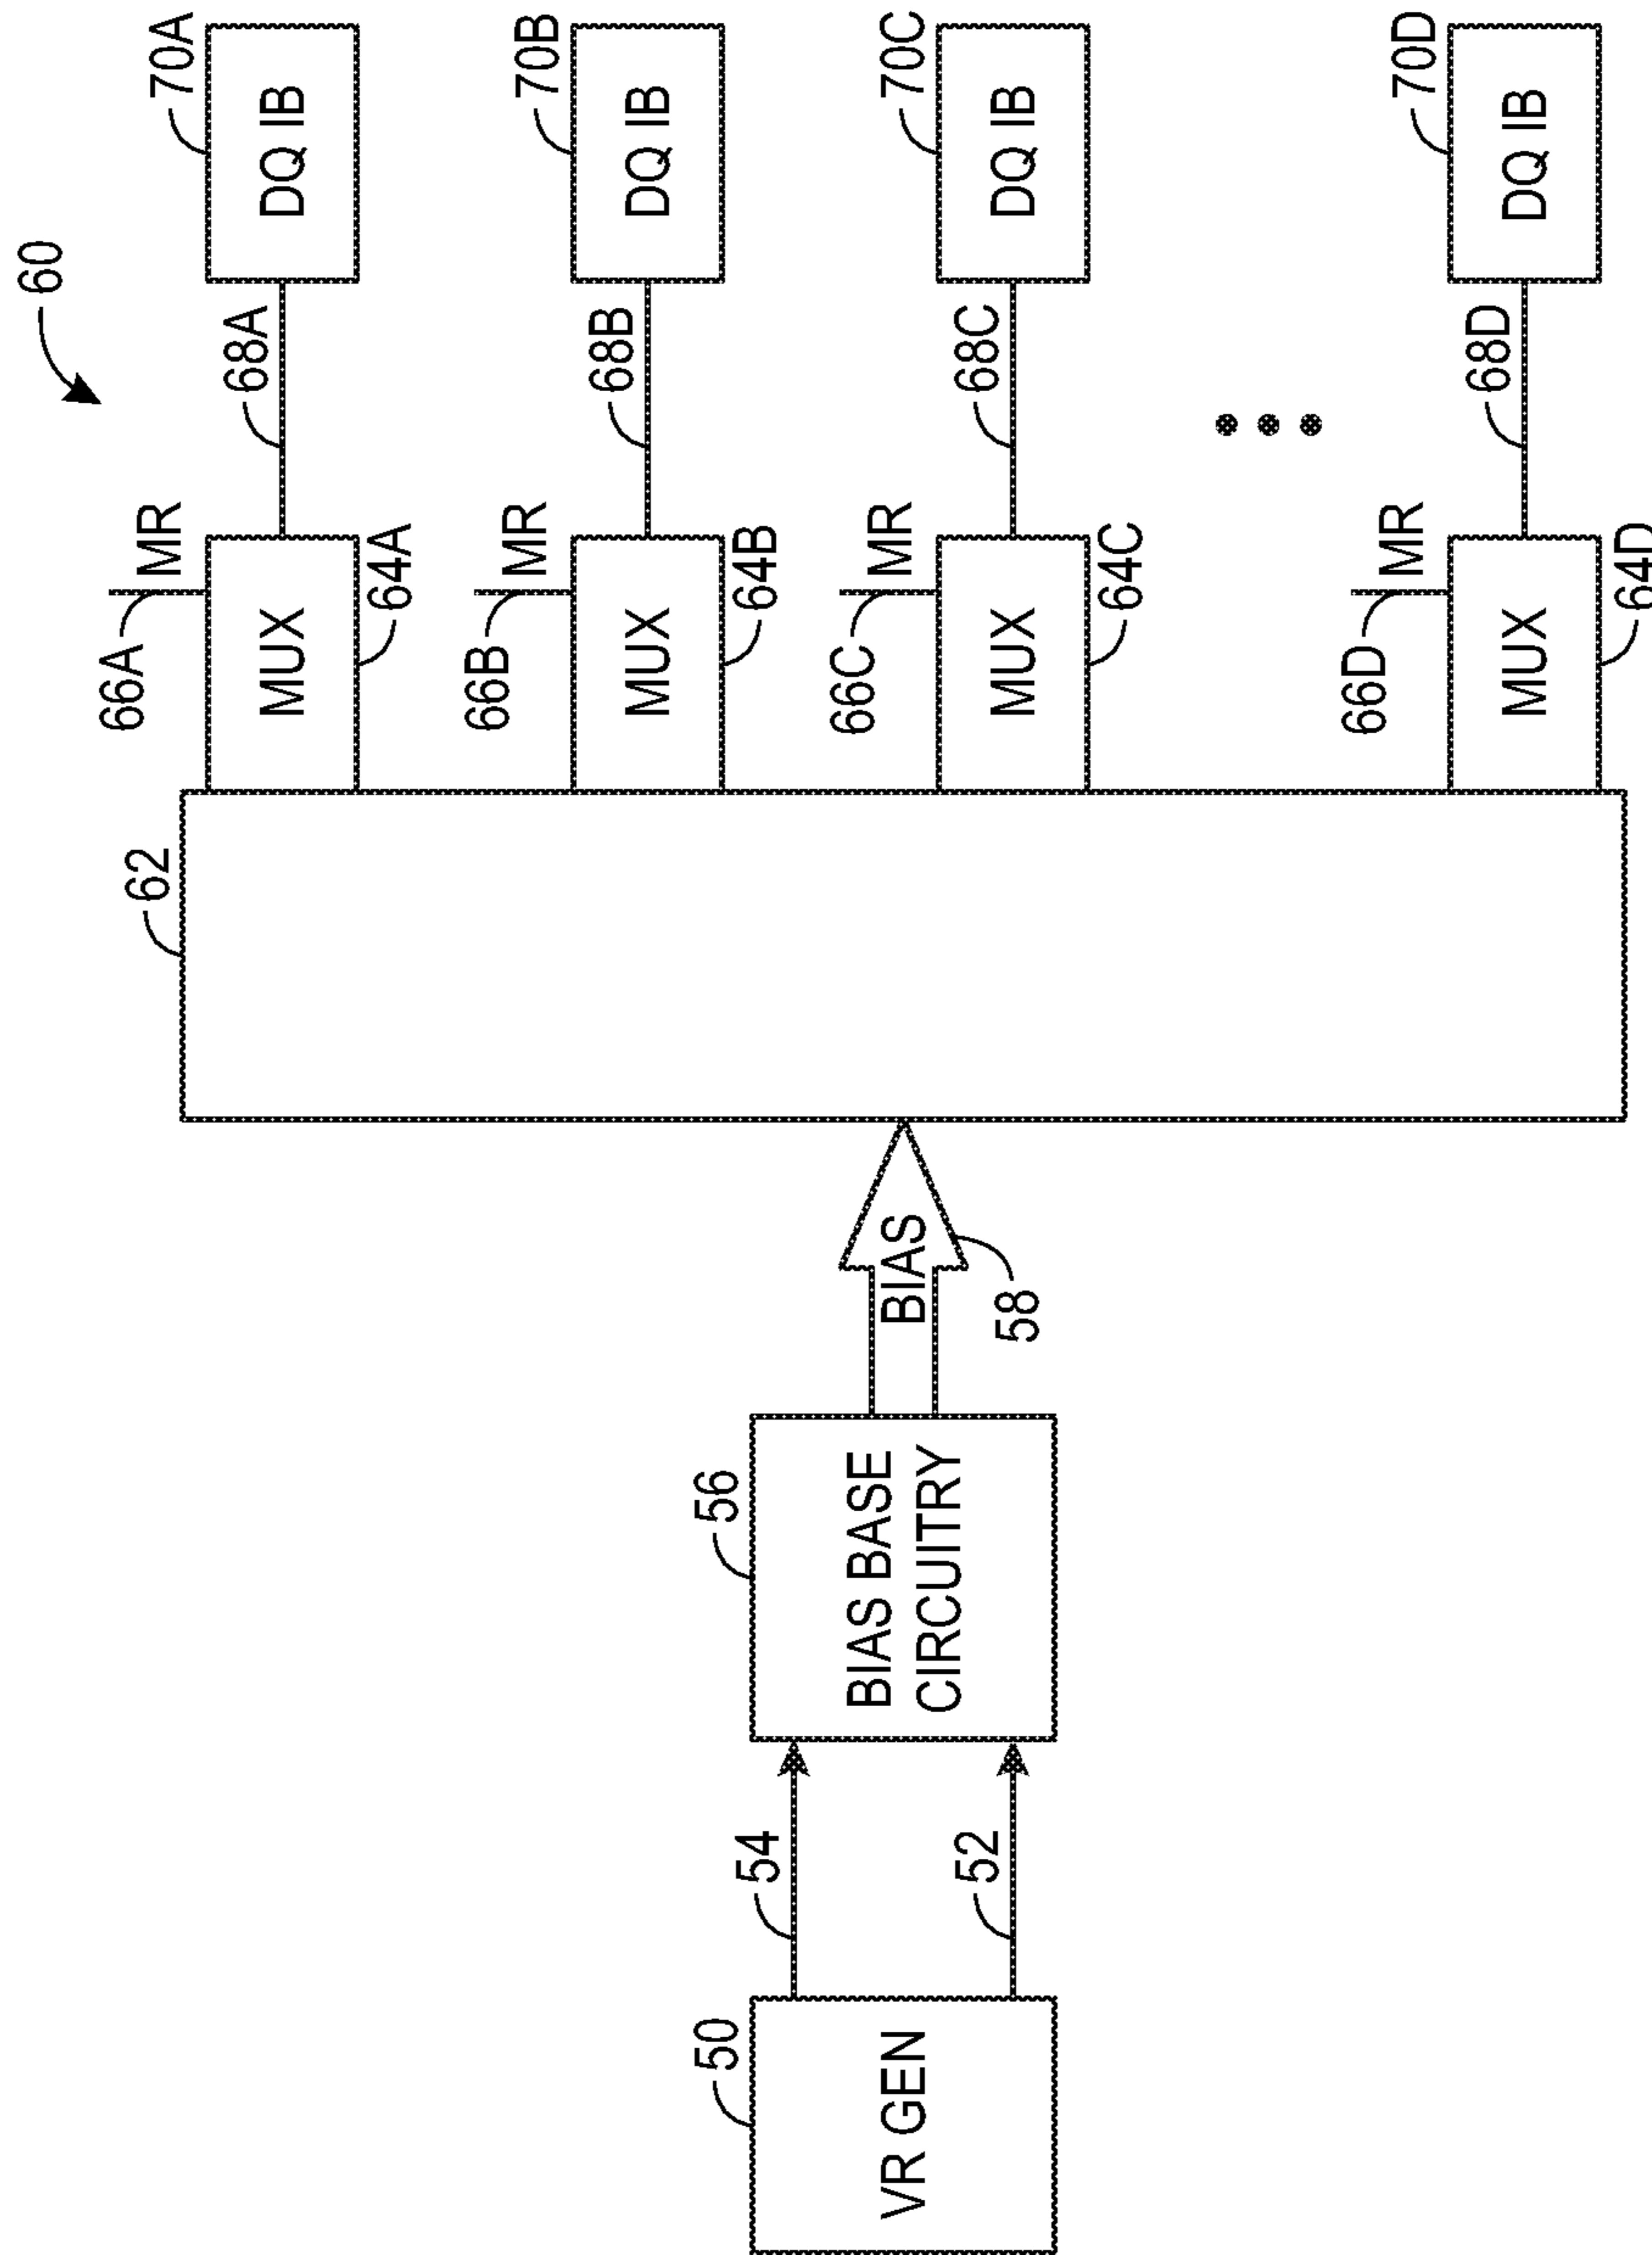 60
50
VR GEN
54
52
56
BIAS BASE
CIRCUITRY
BIAS
58
62
66A
MR
MUX
64A
68A
70A
DQ IB
66B
MR
MUX
64B
68B
70B
DQ IB
66C
MR
MUX
64C
68C
70C
DQ IB
66D
MR
MUX
64D
68D
70D
DQ IB